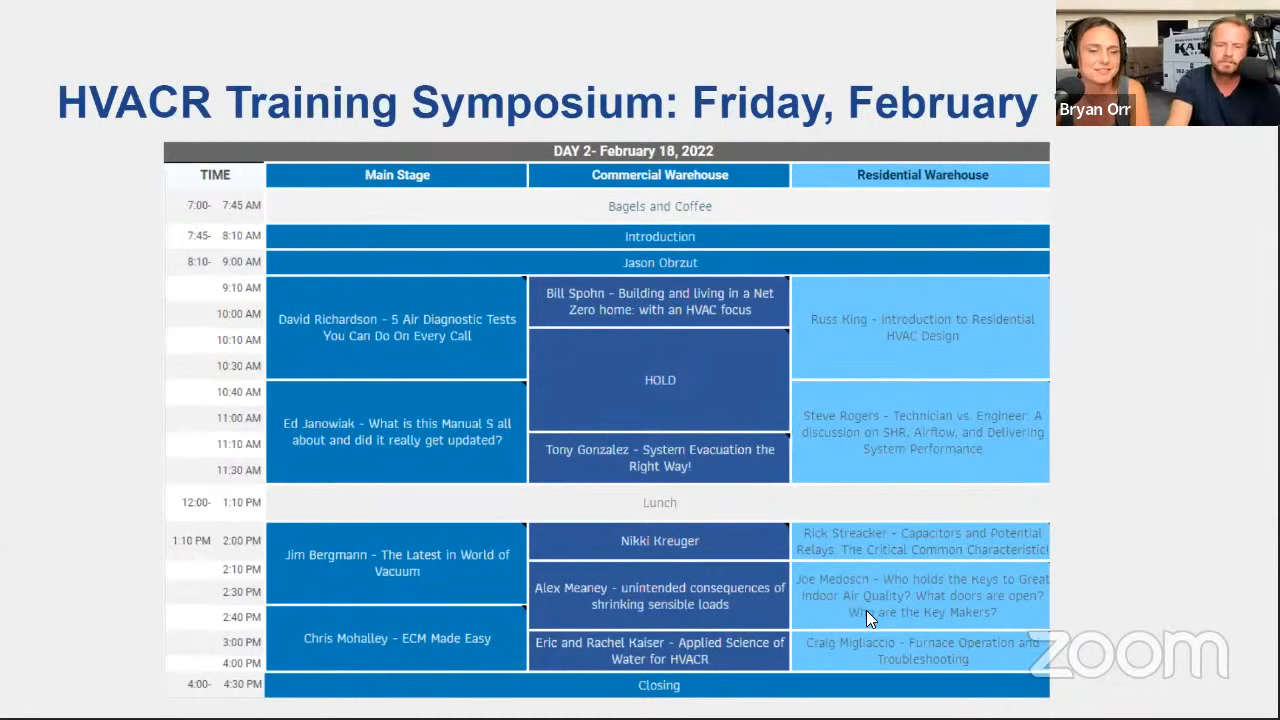 HVACR Training Symposium: Friday, February
Bryan Orr
DAY 2- February 18, 2022
TIME
Main Stage
Commercial Warehouse
Residential Warehouse
7:00- 7:45 AM
Bagels and Coffee
7:45- 8:10 AM
Introduction
8:10- 9:00 AM
Jason Obrzut
9:10 AM
10:00 AM
10:10 AM
10:30 AM
David Richardson - 5 Air Diagnostic Tests
You Can Do On Every Call
Bill Spohn - Building and living in a Net
Zero home: with an HVAC focus
HOLD
Russ King - Introduction to Residential
HVAC Design
10:40 AM
11:00 AM
11:10 AM
11:30 AM
Ed Janowiak - What is this Manual S all
about and did it really get updated?
Tony Gonzalez - System Evacuation the
Right Way!
Steve Rogers - Technician vs. Engineer: A
discussion on SHR, Airflow, and Delivering
System Performance
12:00- 1:10 PM
Lunch
1:10 PM 2:00 PM
2:10 PM
2:30 PM
2:40 PM
3:00 PM
4:00 PM
Jim Bergmann - The Latest in World of
Vacuum
Chris Mohalley - ECM Made Easy
Nikki Kreuger
Alex Meaney - unintended consequences of
shrinking sensible loads
Eric and Rachel Kaiser - Applied Science of
Water for HVACR
Rick Streacker - Capacitors and Potential
Relays: The Critical Common Characteristic!
Joe Medosch - Who holds the Keys to Great
Indoor Air Quality? What doors are open?
Who are the Key Makers?
Craig Migliaccio - Furnace Operation and
Troubleshooting
4:00- 4:30 PM
Closing
zoom